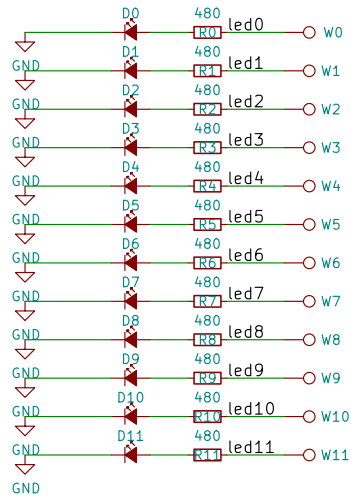 D0 480 led0
R0 W0
GND D1 480 led1
R1 W1
GND D2 480 led2
R2 W2
GND D3 480 led3
R3 W3
GND D4 480 led4
R4 W4
GND D5 480 led5
R5 W5
GND D6 480 led6
R6 W6
GND D7 480 led7
R7 W7
GND D8 480 led8
R8 W8
GND D9 480 led9
R9 W9
GND D10 480 led10
R10 W10
GND D11 480 led11
R11 W11
GND